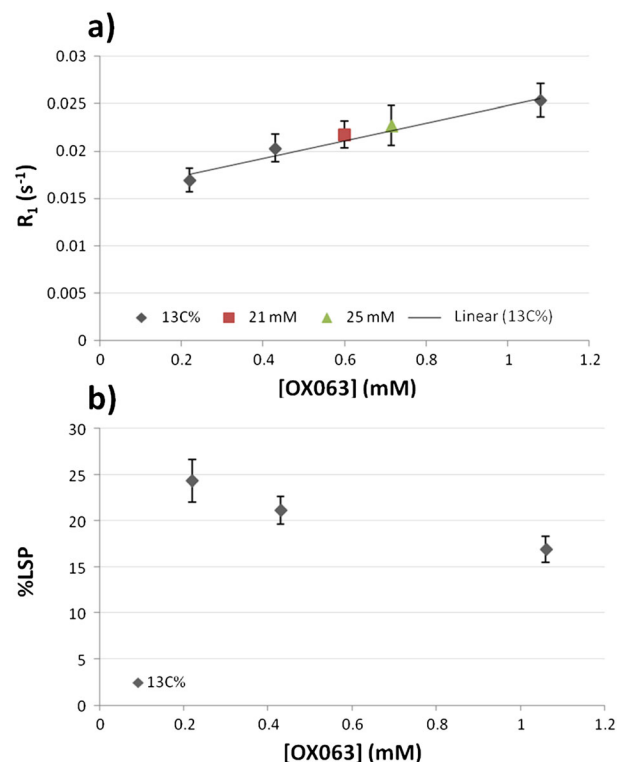 a)
0.03
0.025
0.02
0.015
0.01
0.005
0
R1 (s-1)
13C% 21 mM 25 mM Linear (13C%)
0 0.2 0.4 0.6 0.8 1 1.2
[OX063] (mM)
b)
30
25
20
15
10
5
0
%LSP
13C%
0 0.2 0.4 0.6 0.8 1 1.2
[OX063] (mM)